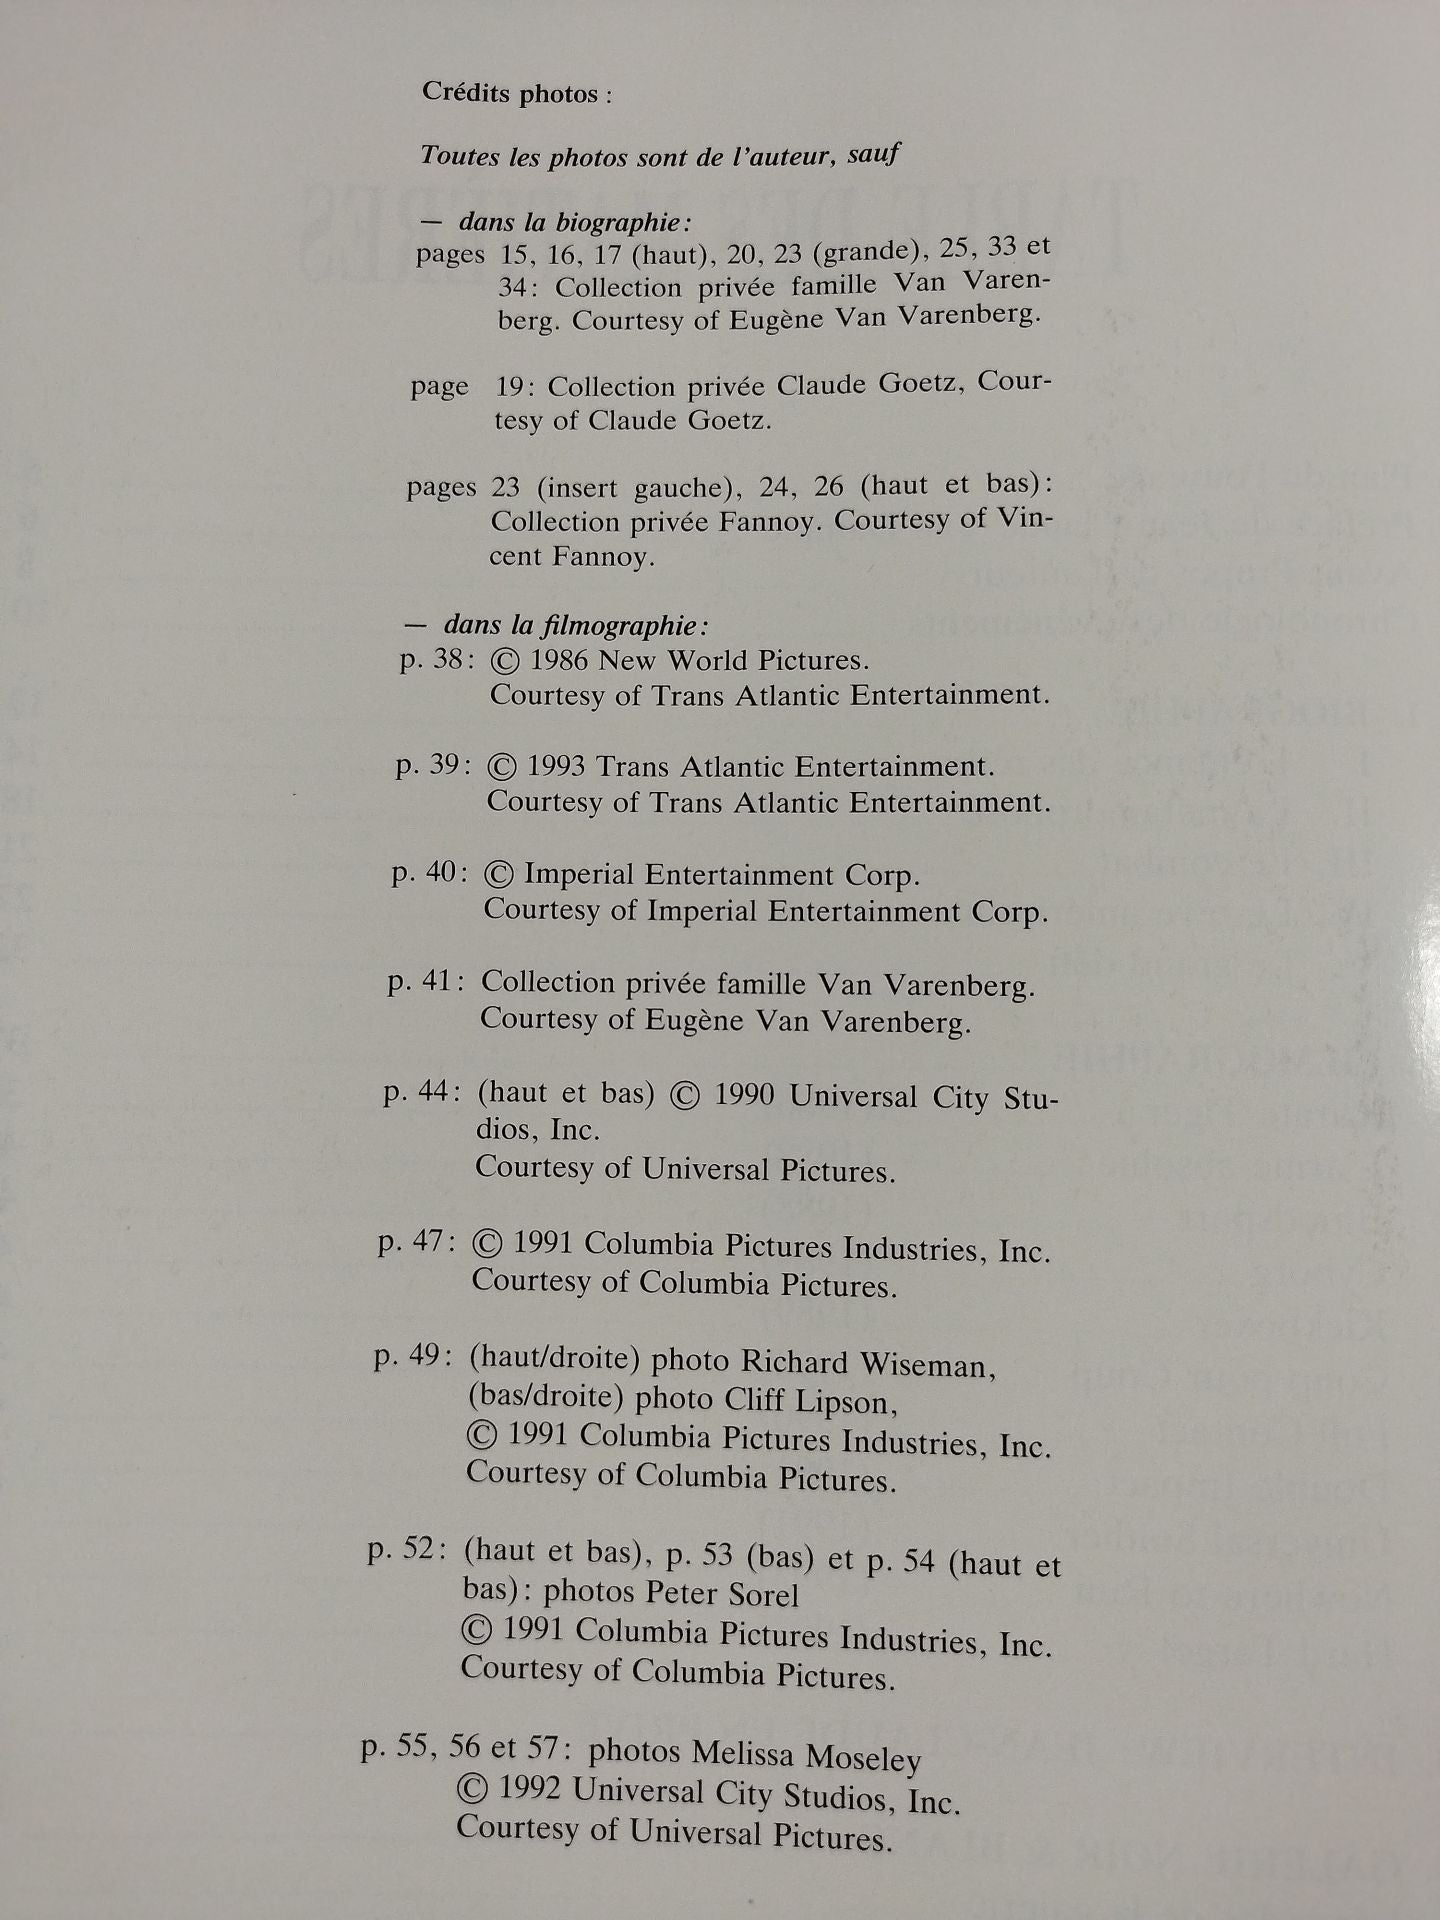 Crédits photos :
Toutes les photos sont de l'auteur, sauf
— dans la biographie:
pages 15, 16, 17 (haut), 20, 23 (grande), 25, 33 et
34: Collection privée famille Van Varen-
berg. Courtesy of Eugène Van Varenberg.
page 19: Collection privée Claude Goetz, Cour-
tesy of Claude Goetz.
pages 23 (insert gauche), 24, 26 (haut et bas):
Collection privée Fannoy. Courtesy of Vin-
cent Fannoy.
— dans la filmographie:
p. 38: © 1986 New World Pictures.
Courtesy of Trans Atlantic Entertainment.
p. 39: © 1993 Trans Atlantic Entertainment.
Courtesy of Trans Atlantic Entertainment.
p. 40: © Imperial Entertainment Corp.
Courtesy of Imperial Entertainment Corp.
p. 41: Collection privée famille Van Varenberg.
Courtesy of Eugène Van Varenberg.
p. 44: (haut et bas) © 1990 Universal City Stu-
dios, Inc.
Courtesy of Universal Pictures.
p. 47: © 1991 Columbia Pictures Industries, Inc.
Courtesy of Columbia Pictures.
p. 49: (haut/droite) photo Richard Wiseman,
(bas/droite) photo Cliff Lipson,
© 1991 Columbia Pictures Industries, Inc.
Courtesy of Columbia Pictures.
p. 52: (haut et bas), p. 53 (bas) et p. 54 (haut et
bas): photos Peter Sorel
© 1991 Columbia Pictures Industries, Inc.
Courtesy of Columbia Pictures.
p. 55, 56 et 57: photos Melissa Moseley
© 1992 Universal City Studios, Inc.
Courtesy of Universal Pictures.